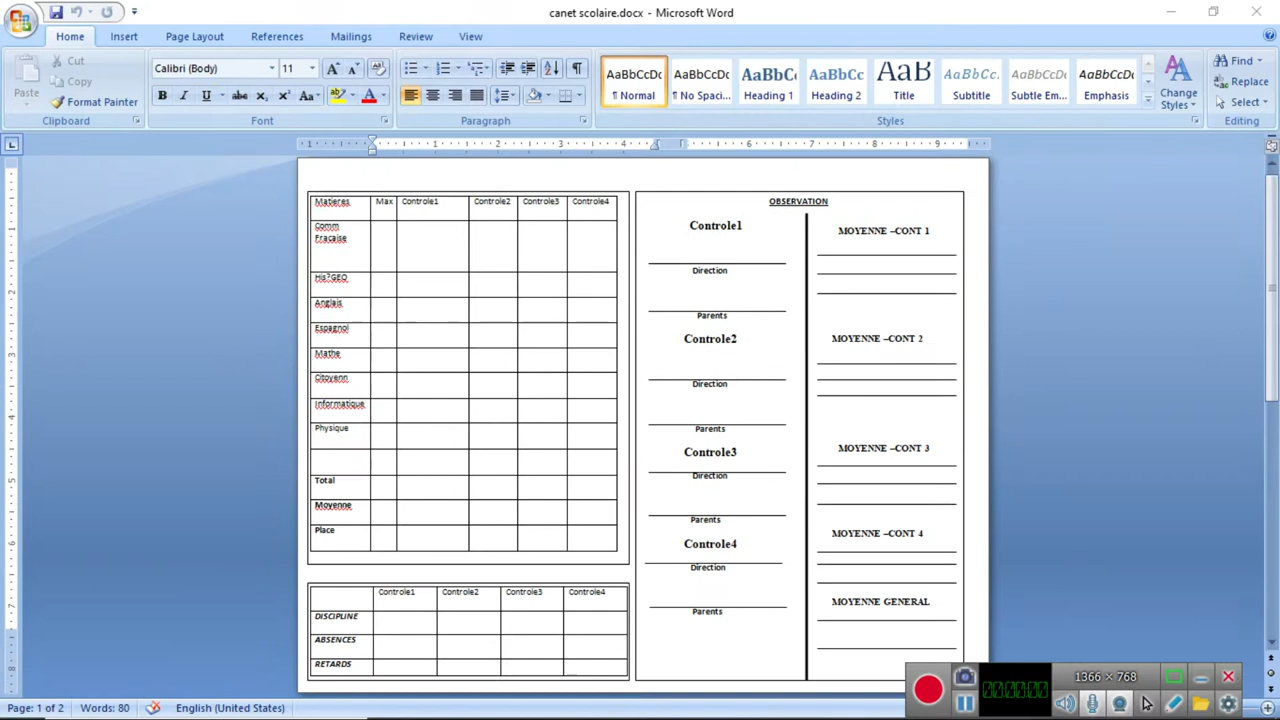 canet scolaire.docx - Microsoft Word
Home Insert Page Layout References Mailings Review View
Paste
Cut
Copy
Format Painter
Clipboard
Calibri (Body) 11
Font
Paragraph
AaBbCcDc AaBbCcDc AaBbC AaBbCc AaB AaBbCc. AaBbCcDc AaBbCcDc
¶ Normal ¶ No Spaci... Heading 1 Heading 2 Title Subtitle Subtle Em... Emphasis
Change Styles
Styles
Find
Replace
Select
Editing
Matieres Max Controle1 Controle2 Controle3 Controle4
Comm
Fracaise
His?GEO
Anglais
Espagnol
Mathe
Citoyenn
Informatique
Physique
Total
Moyenne
Place
Controle1 Controle2 Controle3 Controle4
DISCIPLINE
ABSENCES
RETARDS
OBSERVATION
Controle1
Direction
Parents
Controle2
Direction
Parents
Controle3
Direction
Parents
Controle4
Direction
Parents
MOYENNE –CONT 1
MOYENNE –CONT 2
MOYENNE –CONT 3
MOYENNE –CONT 4
MOYENNE GENERAL
1366 × 768
Page: 1 of 2 Words: 80 English (United States)